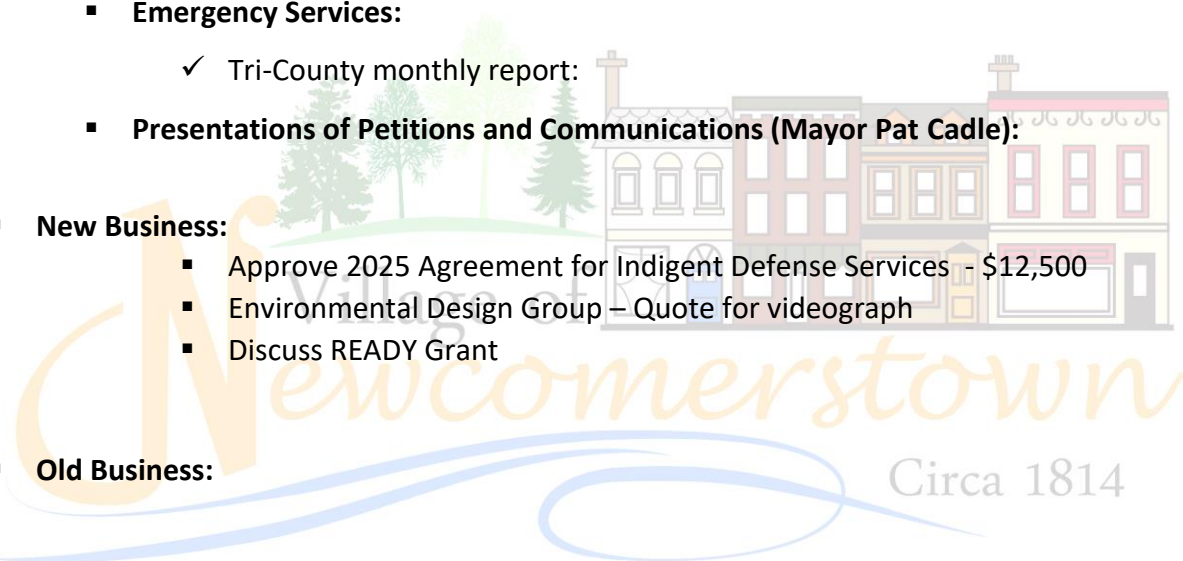 ▪ Emergency Services:
✓ Tri-County monthly report:
▪ Presentations of Petitions and Communications (Mayor Pat Cadle):
New Business:
▪ Approve 2025 Agreement for Indigent Defense Services - $12,500
▪ Environmental Design Group – Quote for videograph
▪ Discuss READY Grant
Old Business:
Village of
Newcomerstown
Circa 1814